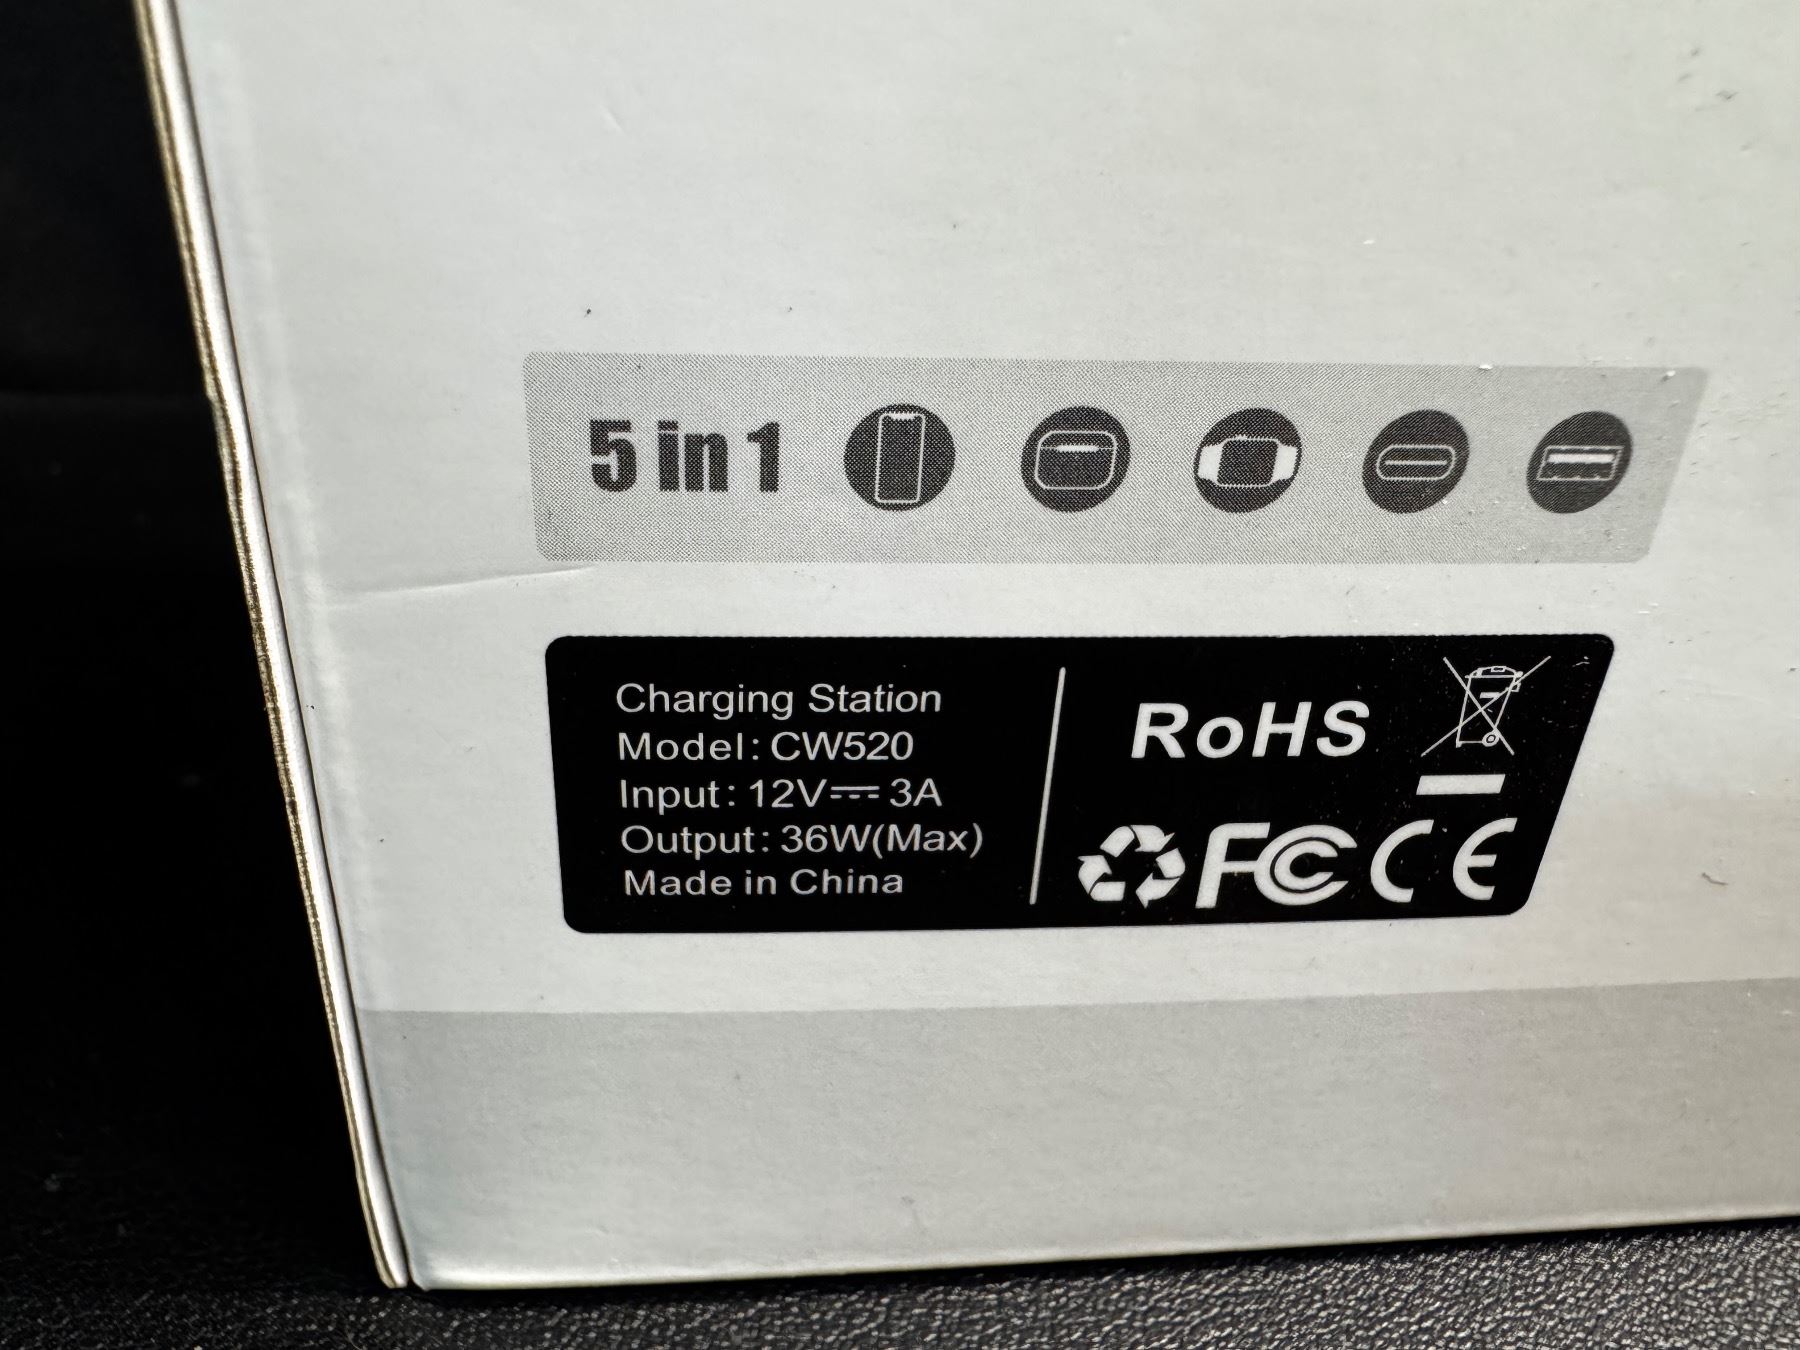 5 in 1
Charging Station
Model: CW520
Input: 12V⎓3A
Output: 36W(Max)
Made in China
RoHS
FC CE